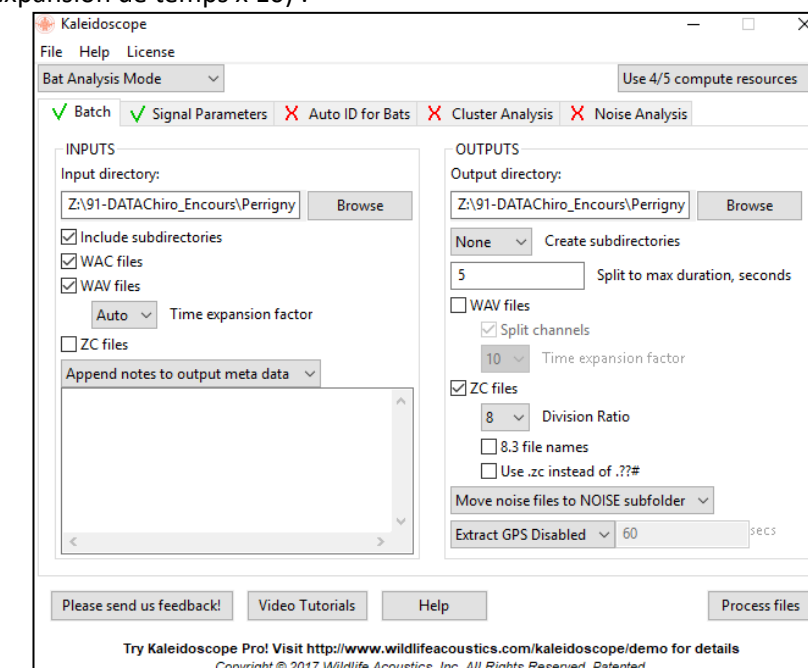 expansion de temps x 10) :
Kaleidoscope
File Help License
Bat Analysis Mode
Use 4/5 compute resources
Batch Signal Parameters Auto ID for Bats Cluster Analysis Noise Analysis
INPUTS
Input directory:
Z:\91-DATAChiro_Encours\Perrigny Browse
Include subdirectories
WAC files
WAV files
Auto Time expansion factor
ZC files
Append notes to output meta data
OUTPUTS
Output directory:
Z:\91-DATAChiro_Encours\Perrigny Browse
None Create subdirectories
5 Split to max duration, seconds
WAV files
Split channels
10 Time expansion factor
ZC files
8 Division Ratio
8.3 file names
Use .zc instead of .??#
Move noise files to NOISE subfolder
Extract GPS Disabled 60 secs
Please send us feedback! Video Tutorials Help Process files
Try Kaleidoscope Pro! Visit http://www.wildlifeacoustics.com/kaleidoscope/demo for details
Copyright © 2017 Wildlife Acoustics, Inc. All Rights Reserved. Patented.